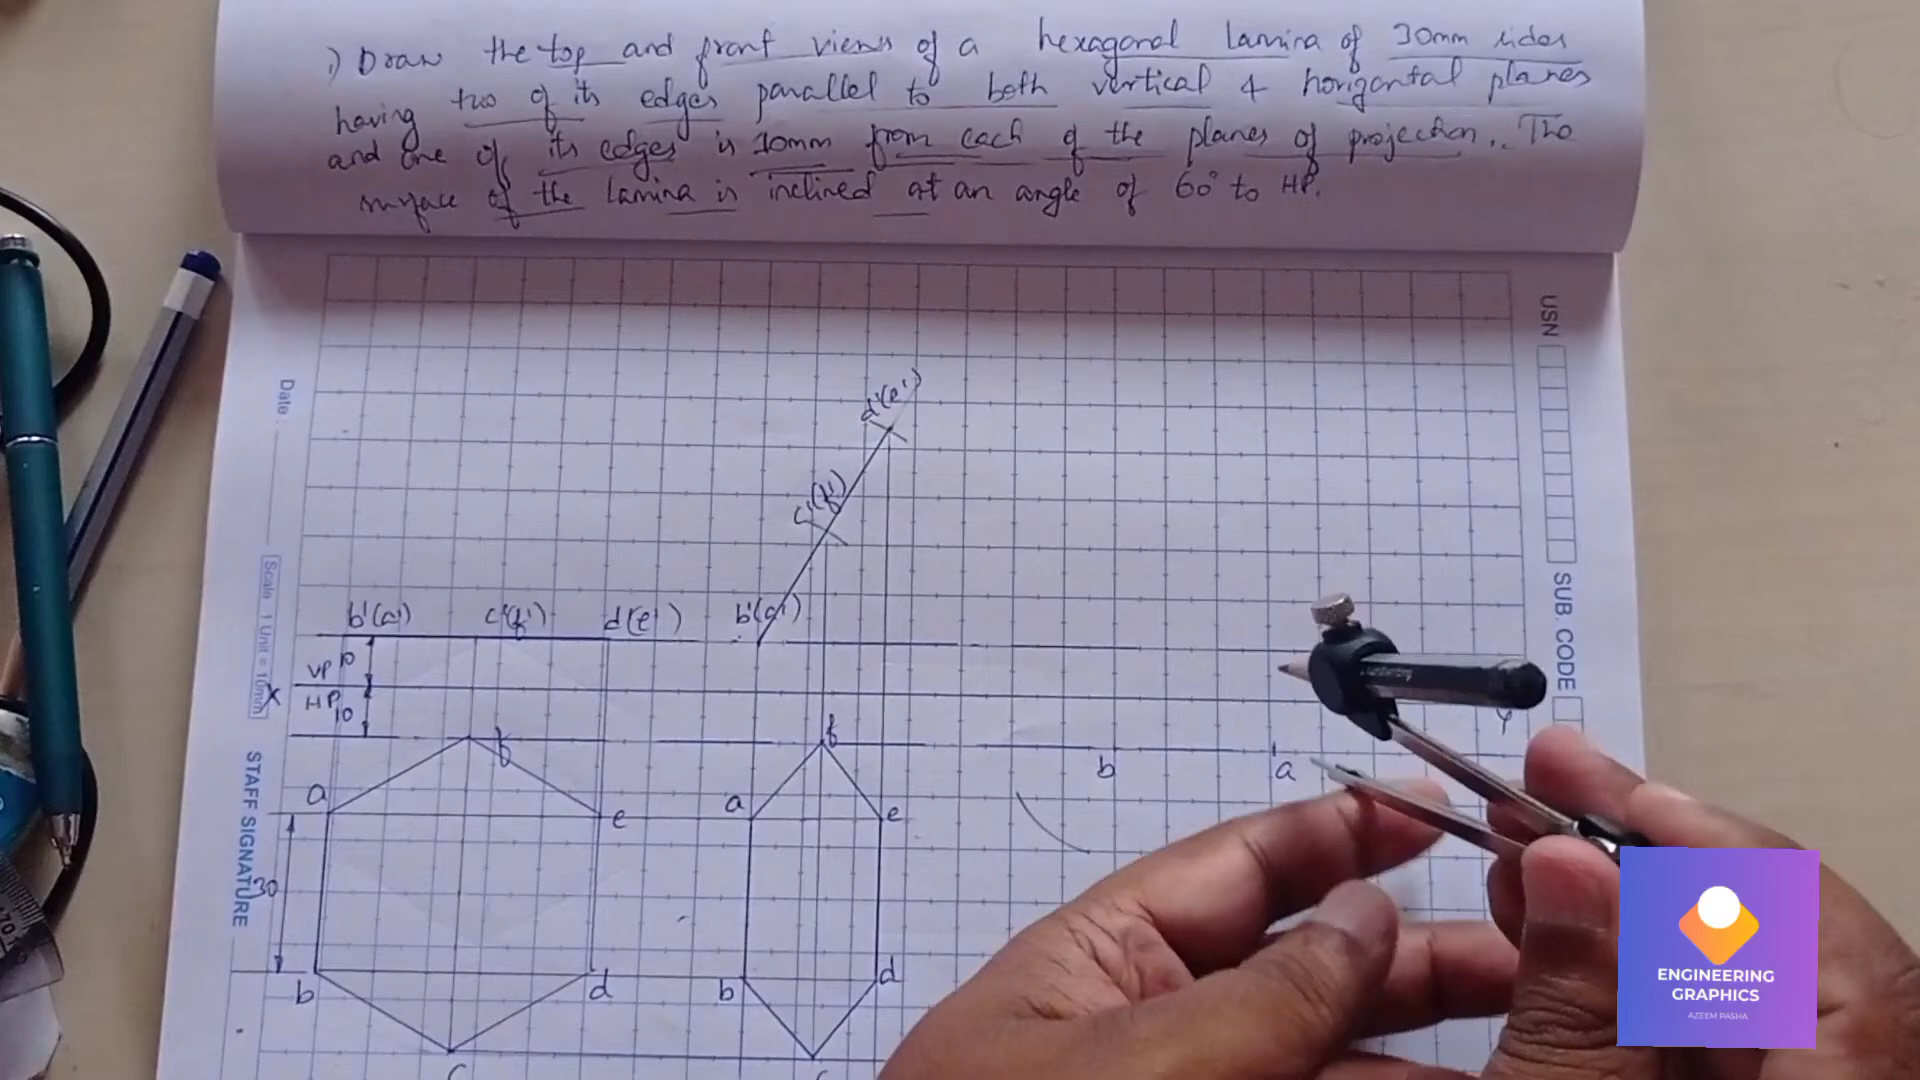 1) Draw the top and front views of a hexagonal lamina of 30mm sides
having two of its edges parallel to both vertical & horizontal planes
and one of its edges is 10mm from each of the planes of projection. The
surface of the lamina is inclined at an angle of 60° to HP.
USN
Date :
d'(e')
c'(f')
SUB. CODE
b'(a') c'(f') d'(e') b'(a')
Scale 1 Unit = 10mm
VP 10
X HP 10
Y
f f
b a
a e a e
STAFF SIGNATURE
30
b d b d
c c
ENGINEERING
GRAPHICS
AZEEM PASHA